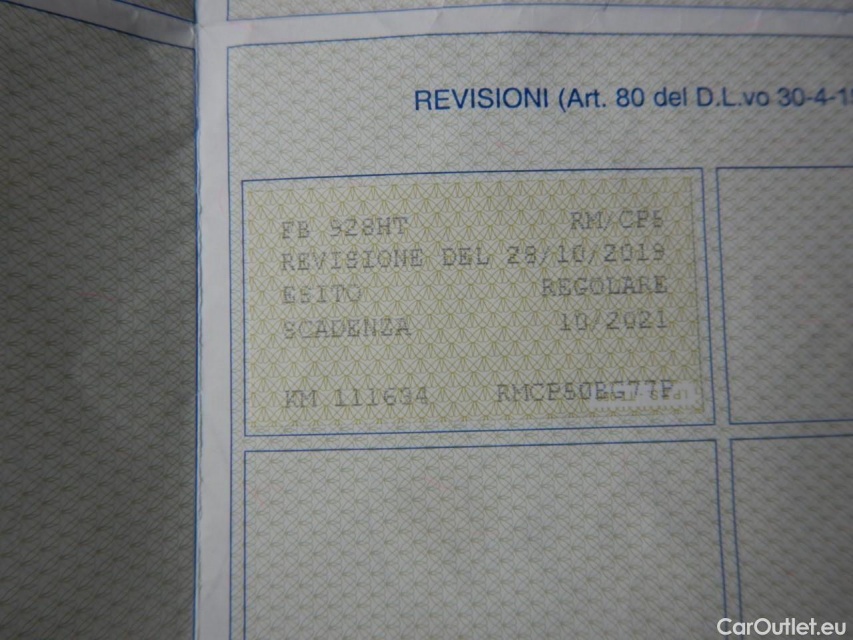 REVISIONI (Art. 80 del D.L.vo 30-4-1
FB 928HT RM/CP5
REVISIONE DEL 28/10/2019
ESITO REGOLARE
SCADENZA 10/2021
KM 111634 RMCP50BG77P
CarOutlet.eu